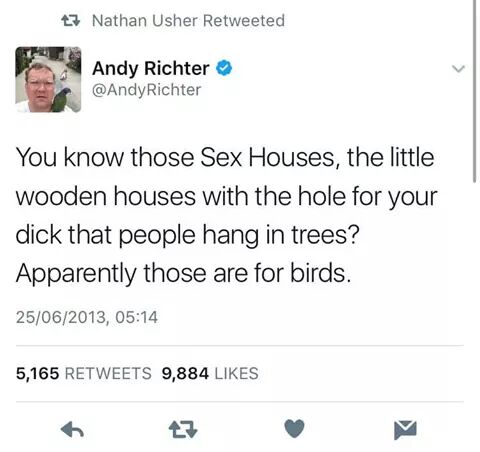 Nathan Usher Retweeted
Andy Richter
@AndyRichter
You know those Sex Houses, the little
wooden houses with the hole for your
dick that people hang in trees?
Apparently those are for birds.
25/06/2013, 05:14
5,165 RETWEETS 9,884 LIKES